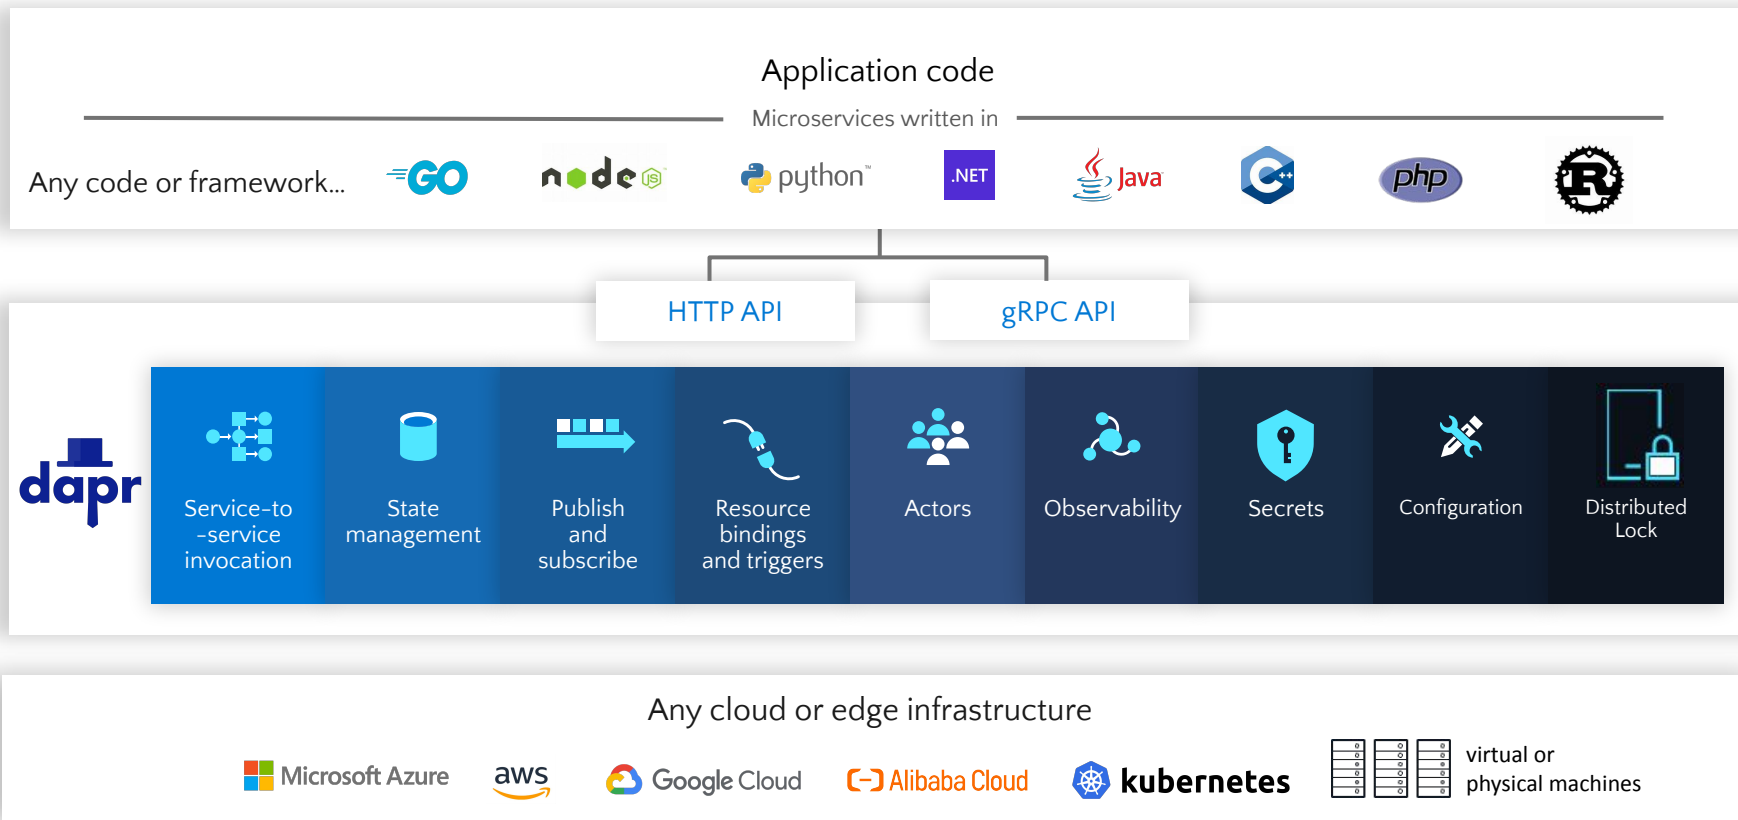 Application code
Microservices written in
Any code or framework...
GO
node JS
python™
.NET
Java
C++
php
R
HTTP API
gRPC API
dapr
Service-to
-service
invocation
State
management
Publish
and
subscribe
Resource
bindings
and triggers
Actors
Observability
Secrets
Configuration
Distributed
Lock
Any cloud or edge infrastructure
Microsoft Azure
aws
Google Cloud
Alibaba Cloud
kubernetes
virtual or
physical machines